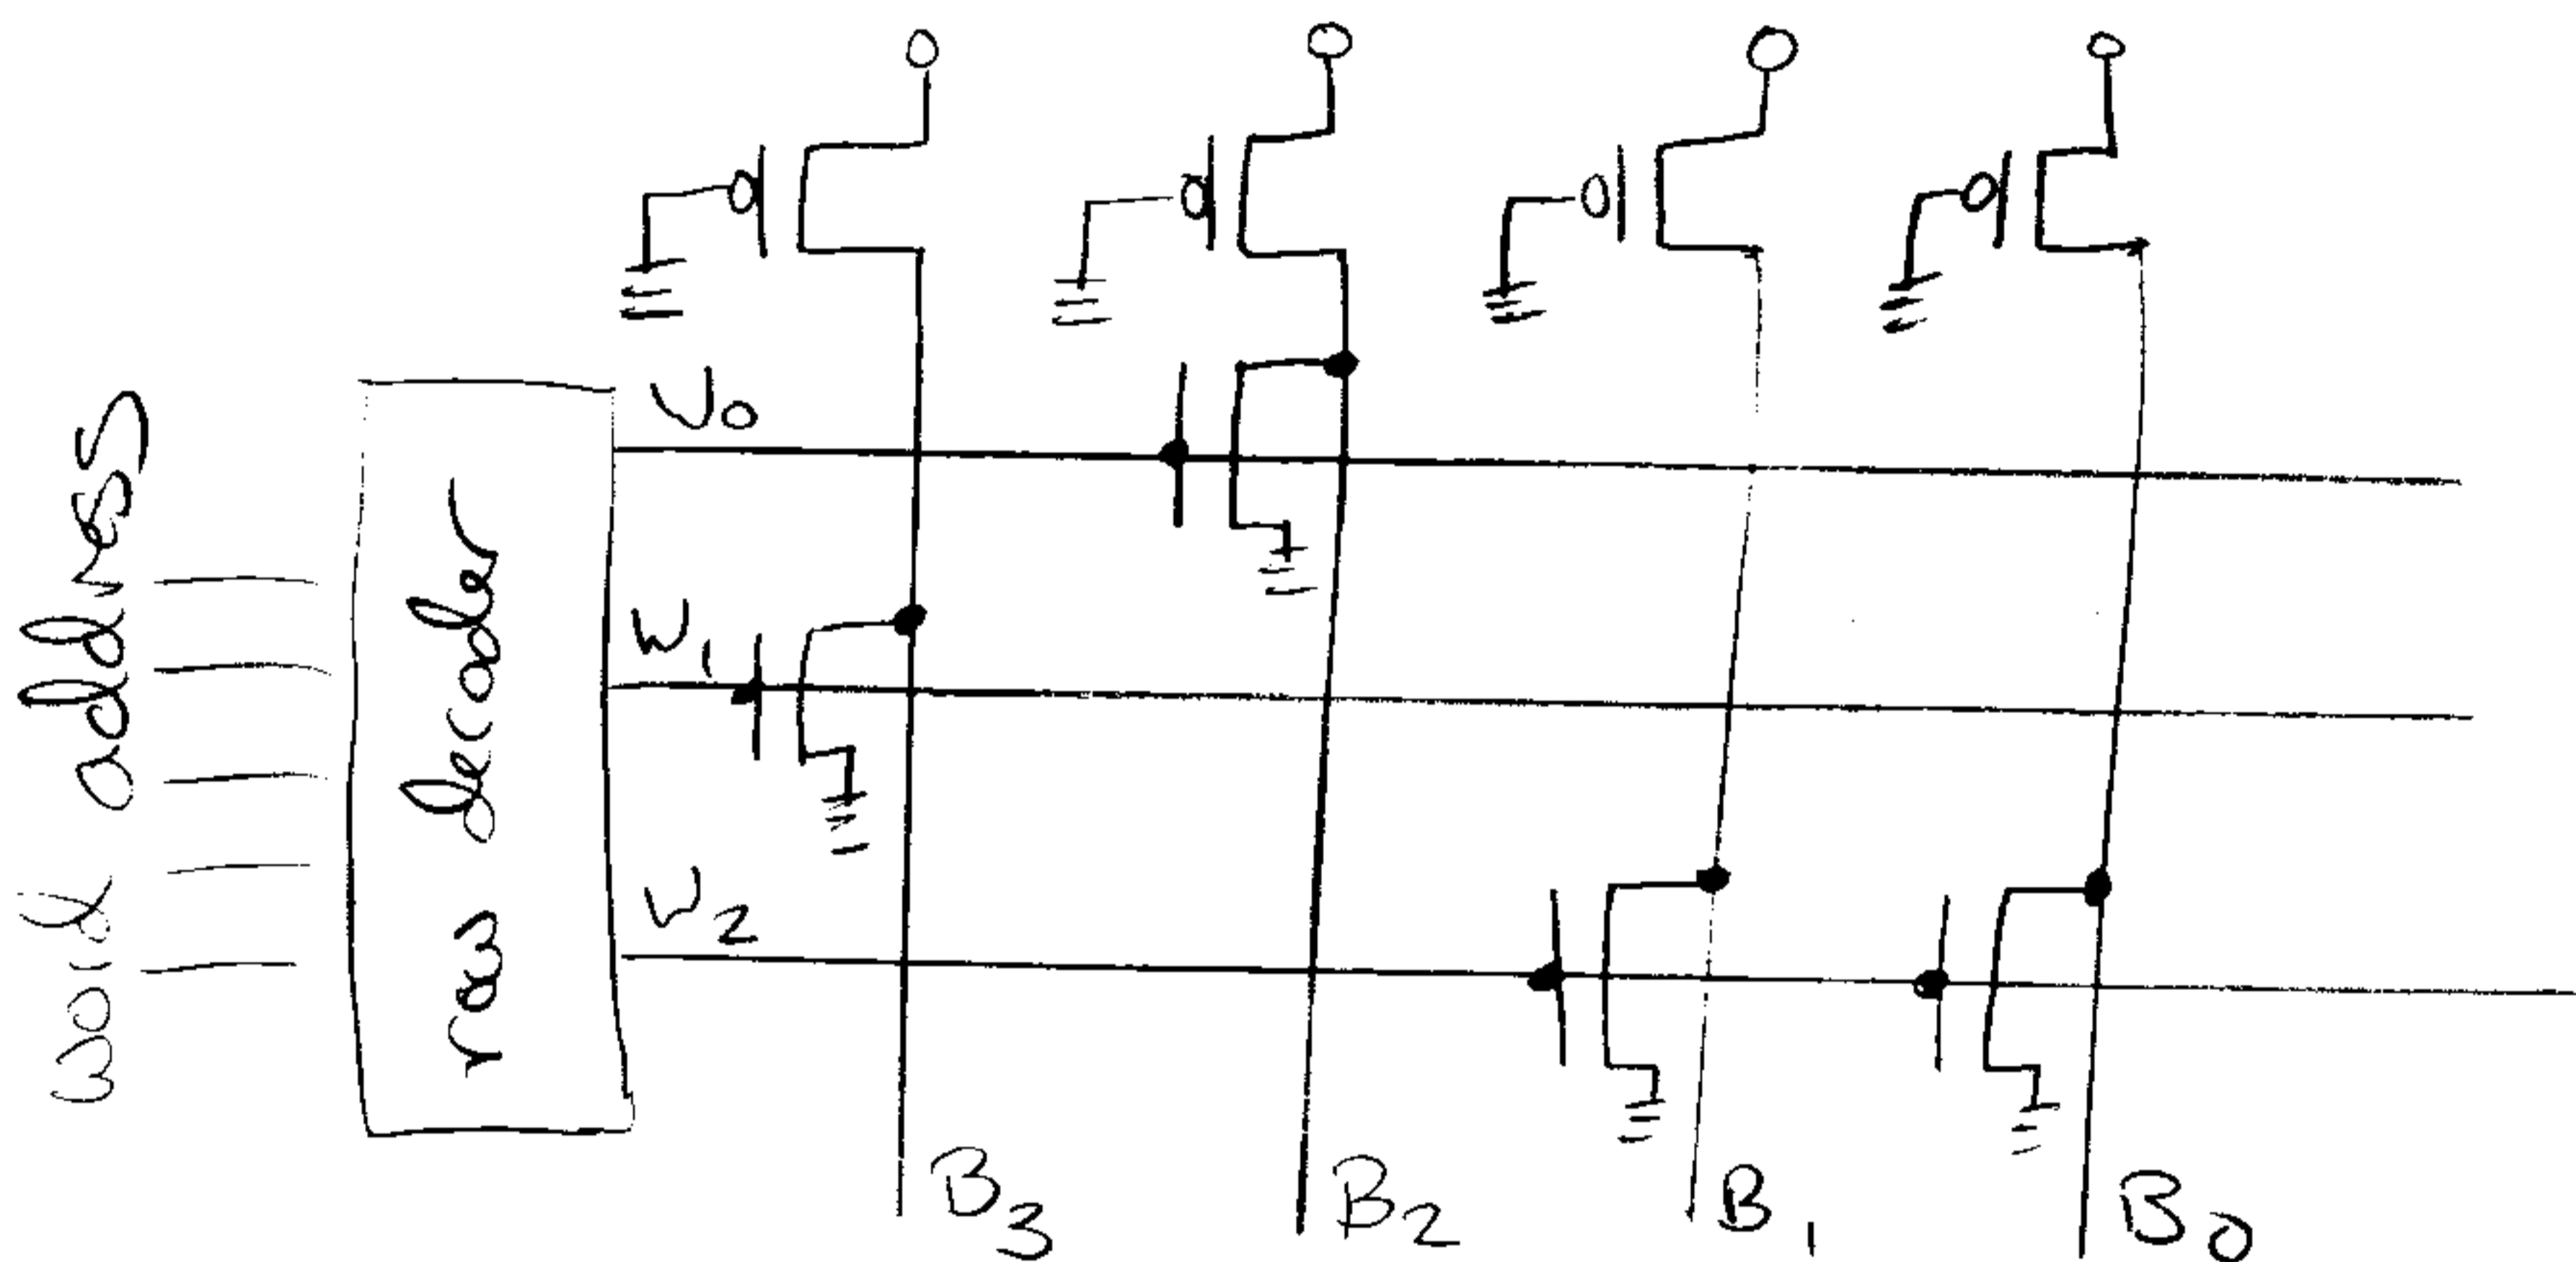 word address
row decoder
W₀
W₁
W₂
B₃
B₂
B₁
B₀